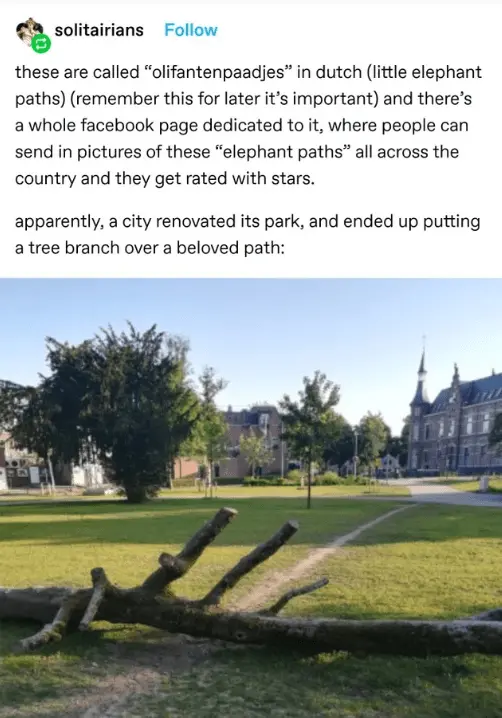 solitairians Follow
these are called “olifantenpaadjes” in dutch (little elephant
paths) (remember this for later it’s important) and there’s
a whole facebook page dedicated to it, where people can
send in pictures of these “elephant paths” all across the
country and they get rated with stars.
apparently, a city renovated its park, and ended up putting
a tree branch over a beloved path: